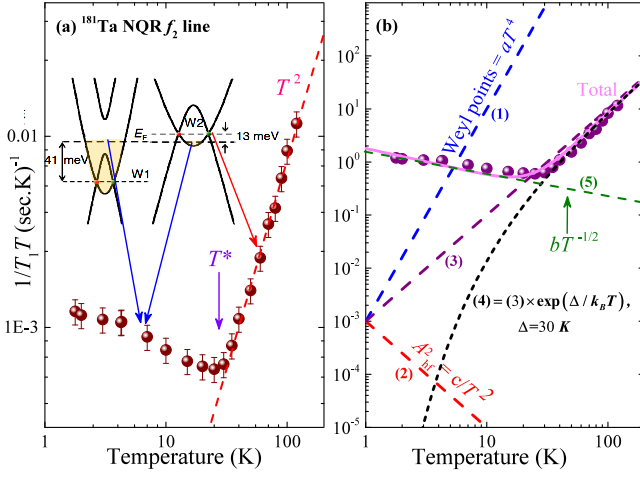 (a) ¹⁸¹Ta NQR f₂ line
T²
E_F
W2
13 meV
41 meV
W1
0.01
T*
1E-3
1/T₁T (sec.K)⁻¹
1 10 100
Temperature (K)
(b)
10³
10²
10¹
10⁰
10⁻¹
10⁻²
10⁻³
10⁻⁴
10⁻⁵
Weyl points = aT⁴
(1)
Total
(5)
bT⁻¹/²
(3)
(4) = (3) × exp(Δ / k_BT) ,
Δ=30 K
A²_hf = c/T²
(2)
1 10 100
Temperature (K)